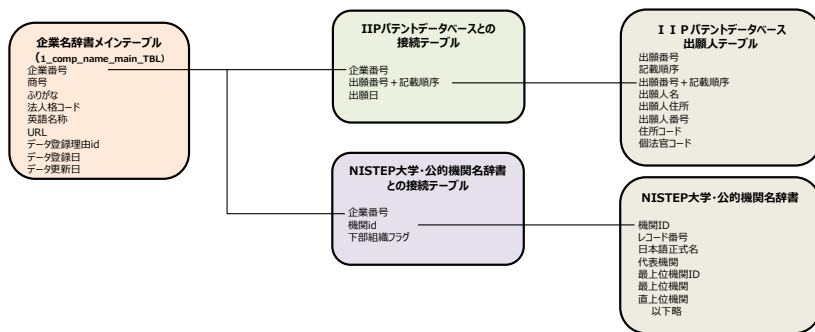 企業名辞書メインテーブル
（1_comp_name_main_TBL）
企業番号
商号
ふりがな
法人格コード
英語名称
URL
データ登録理由id
データ登録日
データ更新日
IIPパテントデータベースとの
接続テーブル
企業番号
出願番号＋記載順序
出願日
ＩＩＰパテントデータベース
出願人テーブル
出願番号
記載順序
出願番号＋記載順序
出願人名
出願人住所
出願人番号
住所コード
個法官コード
NISTEP大学・公的機関名辞書
との接続テーブル
企業番号
機関id
下部組織フラグ
NISTEP大学・公的機関名辞書
機関ID
レコード番号
日本語正式名
代表機関
最上位機関ID
最上位機関
直上位機関
以下略